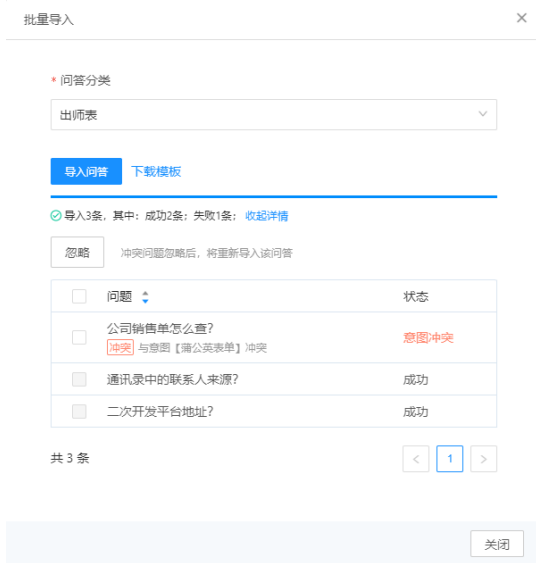 批量导入
* 问答分类
出师表
导入问答 下载模板
导入3条，其中：成功2条；失败1条； 收起详情
忽略 冲突问题忽略后，将重新导入该问答
问题 状态
公司销售单怎么查？ 意图冲突
冲突 与意图【蒲公英表单】冲突
通讯录中的联系人来源？ 成功
二次开发平台地址？ 成功
共 3 条 < 1 >
关闭